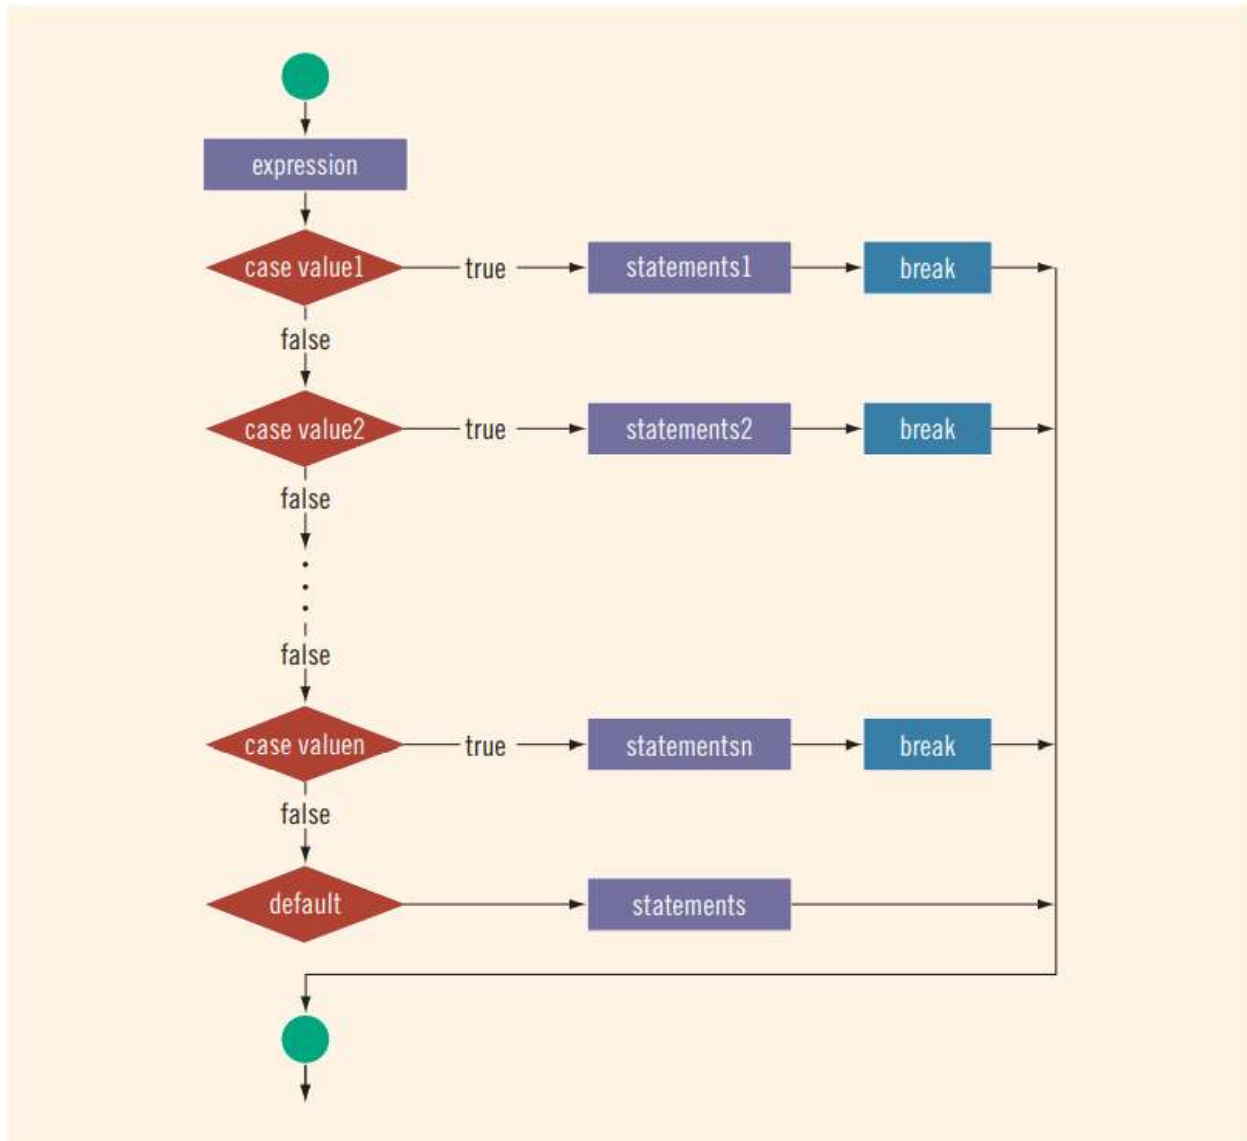 expression
case value1
true
statements1
break
false
case value2
true
statements2
break
false
false
case valuen
true
statementsn
break
false
default
statements